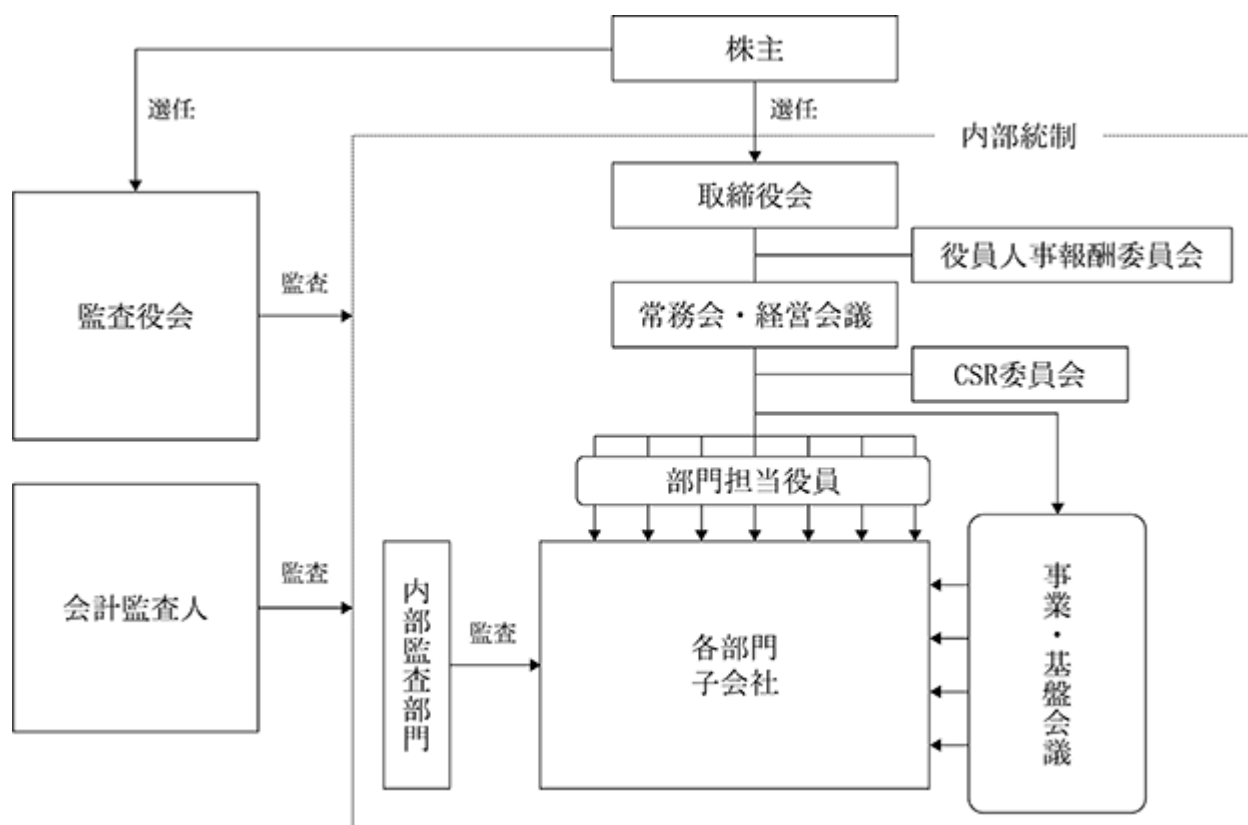 株主
選任
選任
内部統制
取締役会
役員人事報酬委員会
監査役会
監査
常務会・経営会議
CSR委員会
部門担当役員
会計監査人
監査
内部監査部門
監査
各部門
子会社
事業・基盤会議